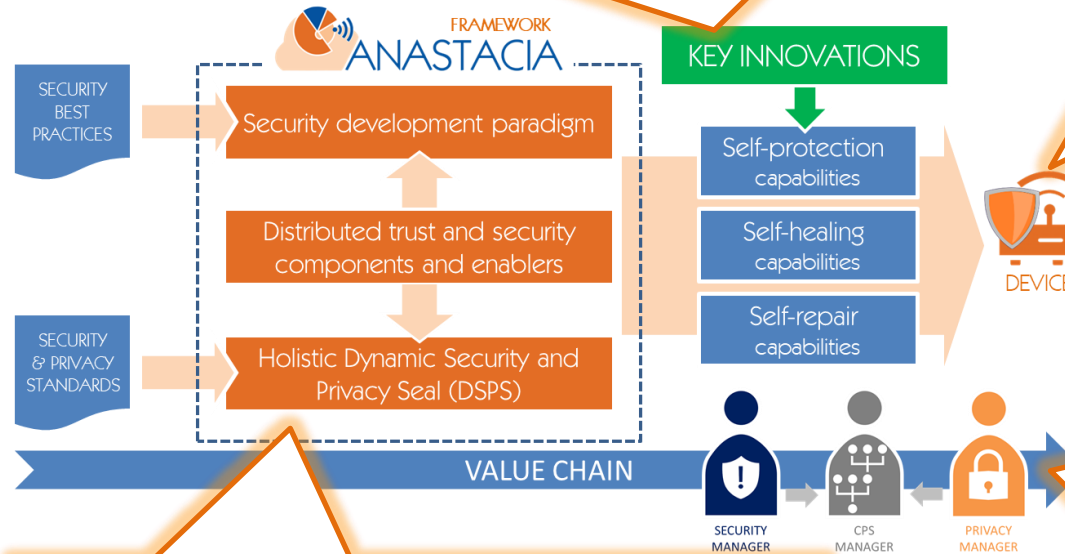 FRAMEWORK
ANASTACIA
KEY INNOVATIONS
SECURITY
BEST
PRACTICES
Security development paradigm
Self-protection
capabilities
Distributed trust and security
components and enablers
Self-healing
capabilities
DEVICE
SECURITY
& PRIVACY
STANDARDS
Holistic Dynamic Security and
Privacy Seal (DSPS)
Self-repair
capabilities
VALUE CHAIN
SECURITY
MANAGER
CPS
MANAGER
PRIVACY
MANAGER